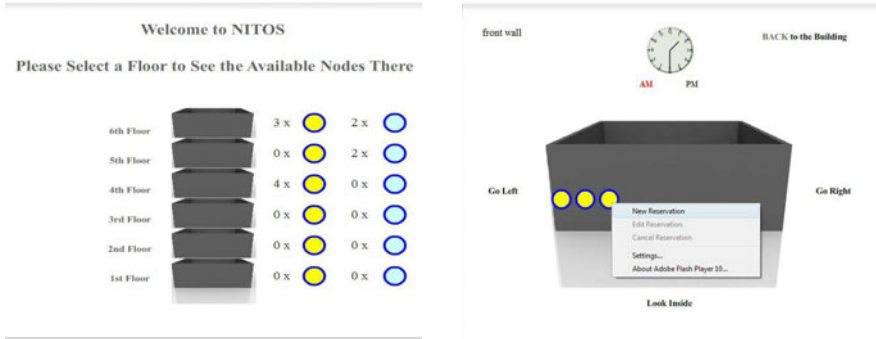 Welcome to NITOS
Please Select a Floor to See the Available Nodes There
6th Floor 3 x 2 x
5th Floor 0 x 2 x
4th Floor 4 x 0 x
3rd Floor 0 x 0 x
2nd Floor 0 x 0 x
1st Floor 0 x 0 x
front wall
BACK to the Building
AM PM
Go Left
Go Right
New Reservation
Edit Reservation
Cancel Reservation
Settings...
About Adobe Flash Player 10...
Look Inside